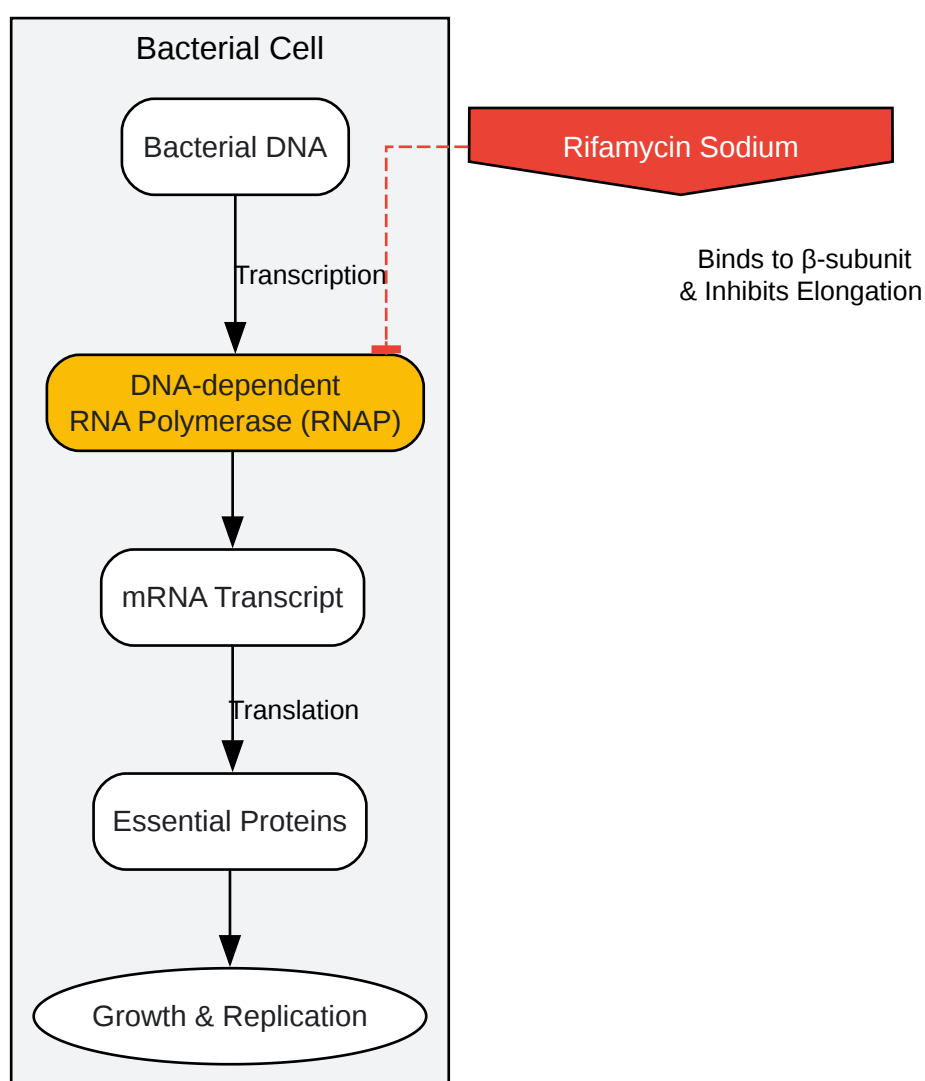 Bacterial Cell
Bacterial DNA
Rifamycin Sodium
Binds to β-subunit
& Inhibits Elongation
Transcription
DNA-dependent
RNA Polymerase (RNAP)
mRNA Transcript
Translation
Essential Proteins
Growth & Replication